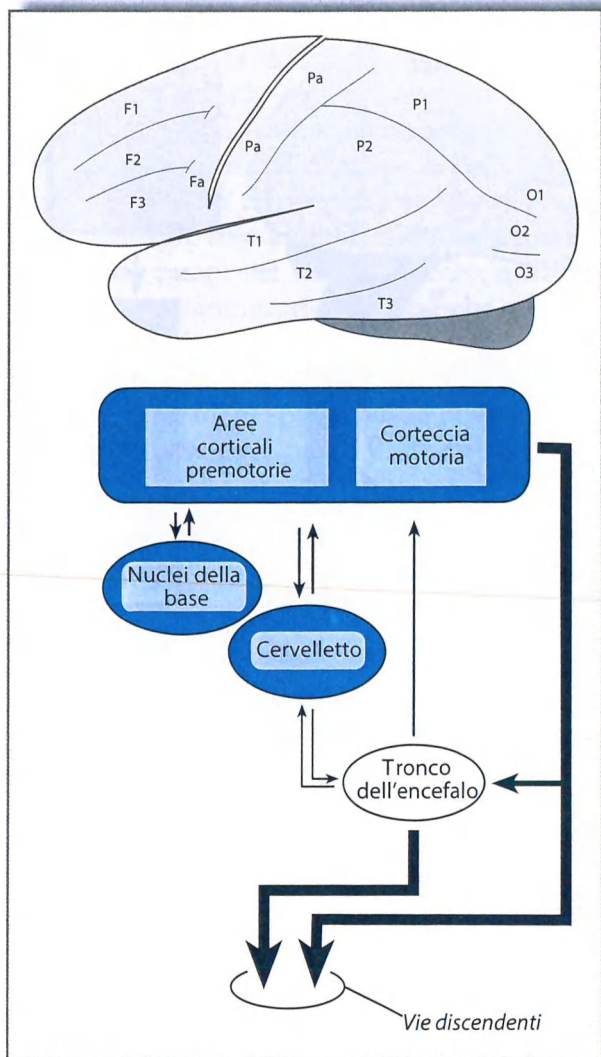 Pa
F1
P1
Pa
P2
F2
Fa
F3
O1
T1
O2
T2
O3
T3
Aree
corticali
premotorie
Corteccia
motoria
Nuclei della
base
Cervelletto
Tronco
dell'encefalo
Vie discendenti